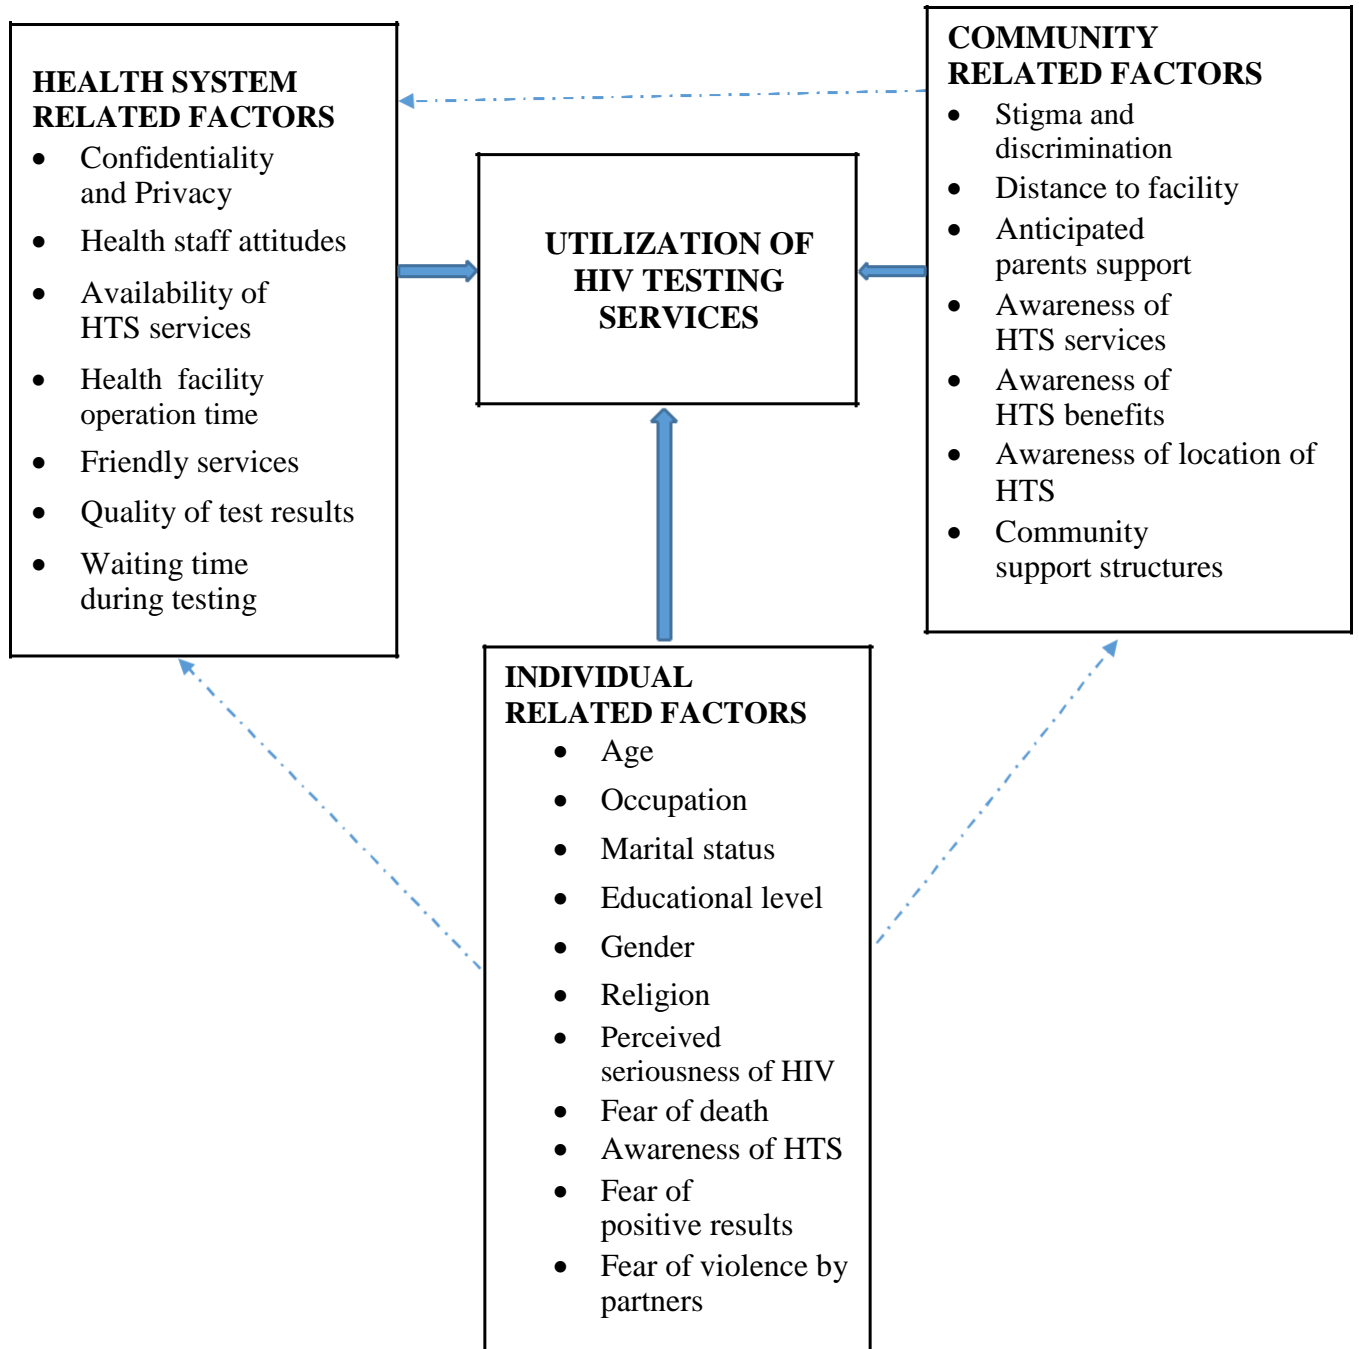 HEALTH SYSTEM
RELATED FACTORS
• Confidentiality
and Privacy
• Health staff attitudes
• Availability of
HTS services
• Health facility
operation time
• Friendly services
• Quality of test results
• Waiting time
during testing
UTILIZATION OF
HIV TESTING
SERVICES
COMMUNITY
RELATED FACTORS
• Stigma and
discrimination
• Distance to facility
• Anticipated
parents support
• Awareness of
HTS services
• Awareness of
HTS benefits
• Awareness of location of
HTS
• Community
support structures
INDIVIDUAL
RELATED FACTORS
• Age
• Occupation
• Marital status
• Educational level
• Gender
• Religion
• Perceived
seriousness of HIV
• Fear of death
• Awareness of HTS
• Fear of
positive results
• Fear of violence by
partners